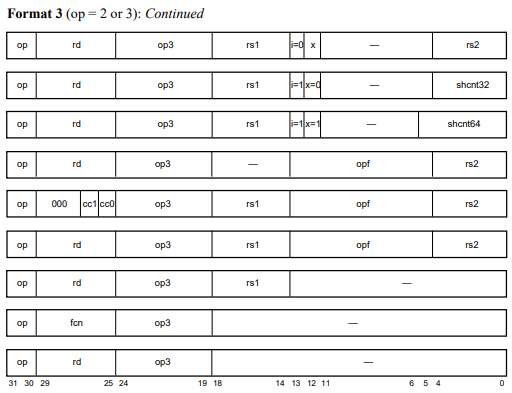 Format 3 (op = 2 or 3): Continued
op rd op3 rs1 i=0 x — rs2
op rd op3 rs1 i=1 x=0 — shcnt32
op rd op3 rs1 i=1 x=1 — shcnt64
op rd op3 — opf rs2
op 000 cc1 cc0 op3 rs1 opf rs2
op rd op3 rs1 opf rs2
op rd op3 rs1 —
op fcn op3 —
op rd op3 —
31 30 29 25 24 19 18 14 13 12 11 6 5 4 0